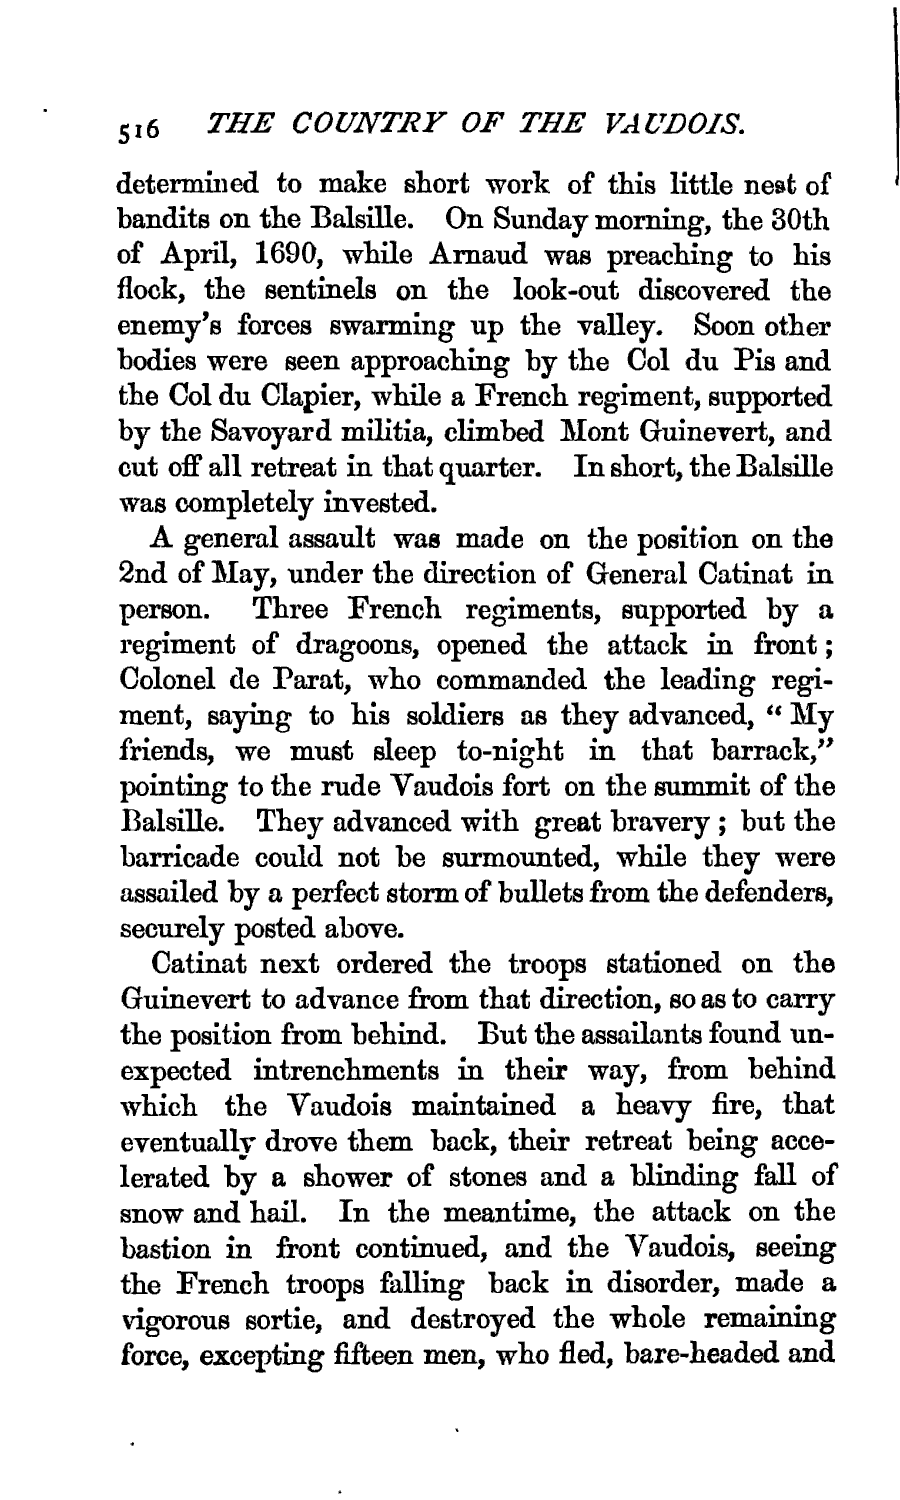 516 THE COUNTRY OF THE VAUDOIS.
determined to make short work of this little nest of
bandits on the Balsille. On Sunday morning, the 30th
of April, 1690, while Arnaud was preaching to his
flock, the sentinels on the look-out discovered the
enemy's forces swarming up the valley. Soon other
bodies were seen approaching by the Col du Pis and
the Col du Clapier, while a French regiment, supported
by the Savoyard militia, climbed Mont Guinevert, and
cut off all retreat in that quarter. In short, the Balsille
was completely invested.
A general assault was made on the position on the
2nd of May, under the direction of General Catinat in
person. Three French regiments, supported by a
regiment of dragoons, opened the attack in front;
Colonel de Parat, who commanded the leading regi-
ment, saying to his soldiers as they advanced, “ My
friends, we must sleep to-night in that barrack,”
pointing to the rude Vaudois fort on the summit of the
Balsille. They advanced with great bravery; but the
barricade could not be surmounted, while they were
assailed by a perfect storm of bullets from the defenders,
securely posted above.
Catinat next ordered the troops stationed on the
Guinevert to advance from that direction, so as to carry
the position from behind. But the assailants found un-
expected intrenchments in their way, from behind
which the Vaudois maintained a heavy fire, that
eventually drove them back, their retreat being acce-
lerated by a shower of stones and a blinding fall of
snow and hail. In the meantime, the attack on the
bastion in front continued, and the Vaudois, seeing
the French troops falling back in disorder, made a
vigorous sortie, and destroyed the whole remaining
force, excepting fifteen men, who fled, bare-headed and